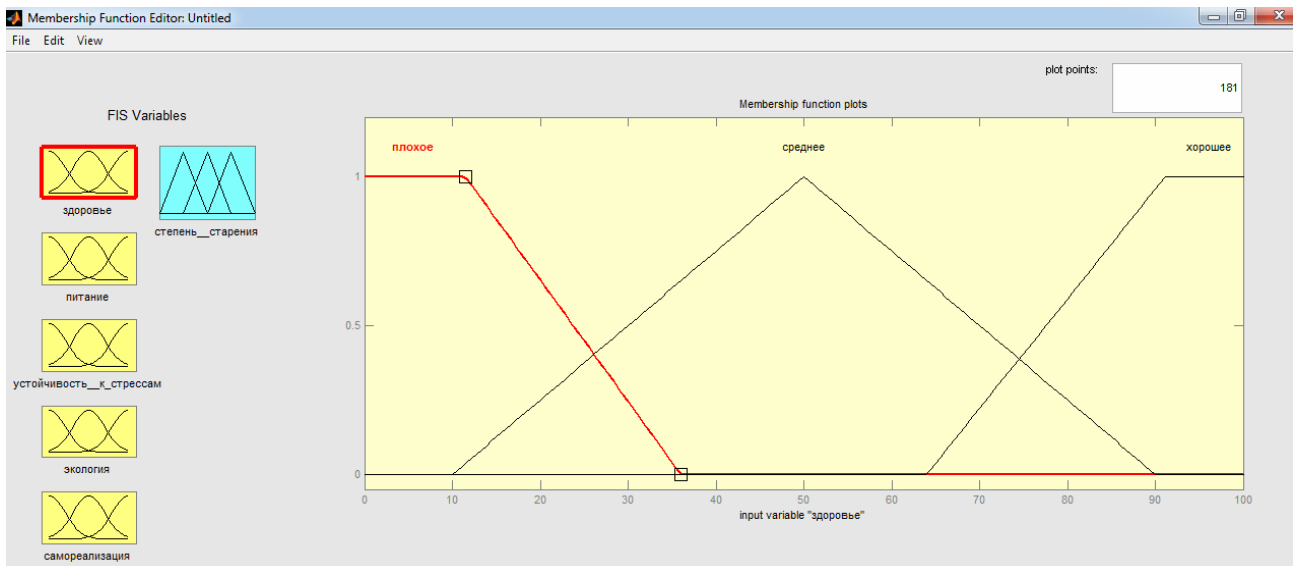 Membership Function Editor: Untitled
File Edit View
plot points:
181
FIS Variables
Membership function plots
здоровье
степень__старения
питание
устойчивость__к_стрессам
экология
самореализация
плохое среднее хорошее
1
0.5
0
0 10 20 30 40 50 60 70 80 90 100
input variable "здоровье"